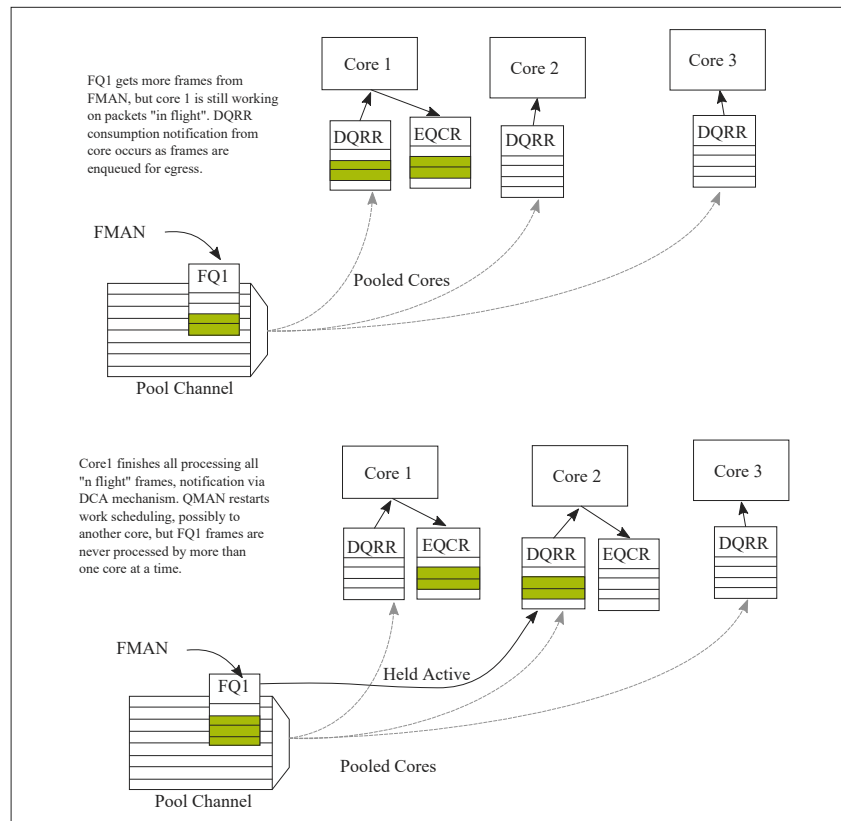 FQ1 gets more frames from
FMAN, but core 1 is still working
on packets "in flight". DQRR
consumption notification from
core occurs as frames are
enqueued for egress.
Core 1
Core 2
Core 3
DQRR
EQCR
DQRR
DQRR
FMAN
FQ1
Pooled Cores
Pool Channel
Core1 finishes all processing all
"n flight" frames, notification via
DCA mechanism. QMAN restarts
work scheduling, possibly to
another core, but FQ1 frames are
never processed by more than
one core at a time.
Core 1
Core 2
Core 3
DQRR
EQCR
DQRR
EQCR
DQRR
FMAN
FQ1
Held Active
Pooled Cores
Pool Channel